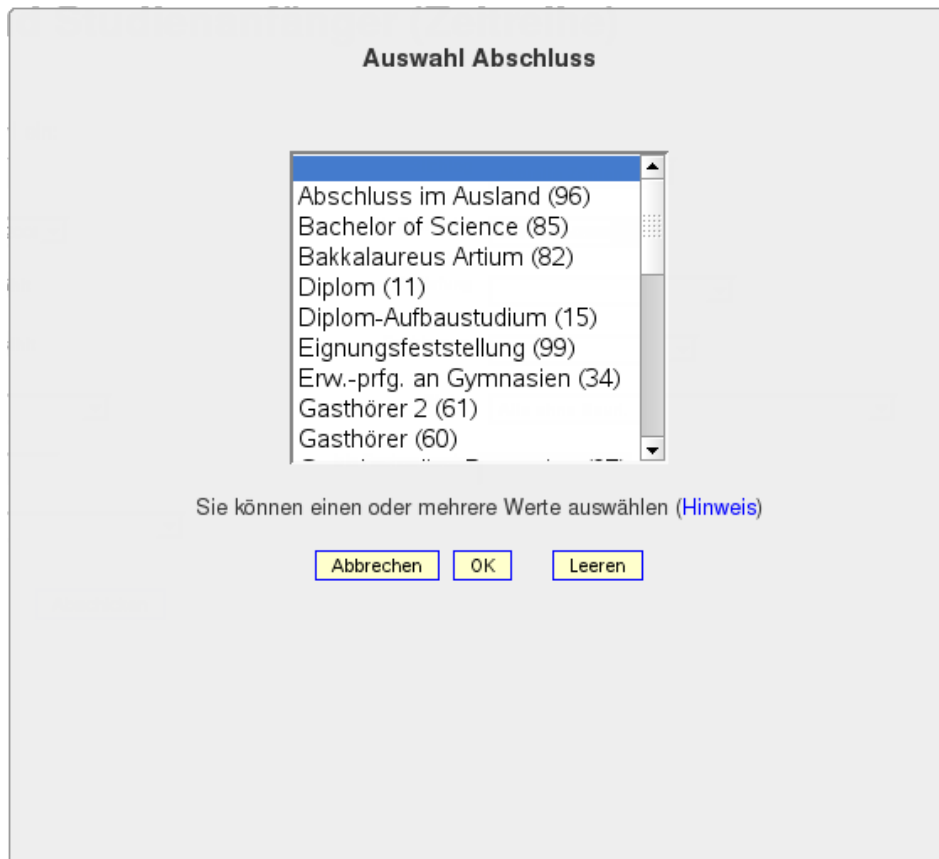 Auswahl Abschluss
Abschluss im Ausland (96)
Bachelor of Science (85)
Bakkalaureus Artium (82)
Diplom (11)
Diplom-Aufbaustudium (15)
Eignungsfeststellung (99)
Erw.-prfg. an Gymnasien (34)
Gasthörer 2 (61)
Gasthörer (60)
Sie können einen oder mehrere Werte auswählen (Hinweis)
Abbrechen OK Leeren